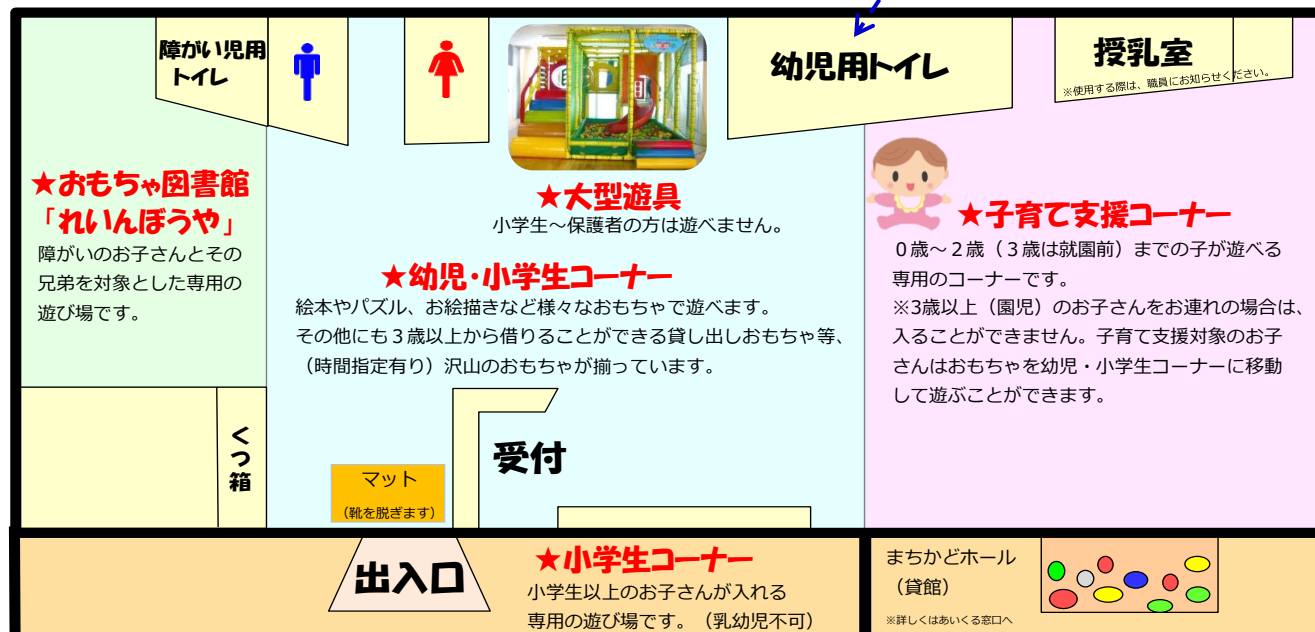 障がい児用
トイレ
幼児用トイレ
授乳室
※使用する際は、職員にお知らせください。
★おもちゃ図書館
「れいんぼうや」
障がいのお子さんとその
兄弟を対象とした専用の
遊び場です。
★大型遊具
小学生～保護者の方は遊べません。
★幼児・小学生コーナー
絵本やパズル、お絵描きなど様々なおもちゃで遊べます。
その他にも３歳以上から借りることができる貸し出しおもちゃ等、
（時間指定有り）沢山のおもちゃが揃っています。
★子育て支援コーナー
０歳～２歳（３歳は就園前）までの子が遊べる
専用のコーナーです。
※3歳以上（園児）のお子さんをお連れの場合は、
入ることができません。子育て支援対象のお子
さんはおもちゃを幼児・小学生コーナーに移動
して遊ぶことができます。
くつ箱
マット
（靴を脱ぎます）
受付
出入口
★小学生コーナー
小学生以上のお子さんが入れる
専用の遊び場です。（乳幼児不可）
まちかどホール
（貸館）
※詳しくはあいくる窓口へ